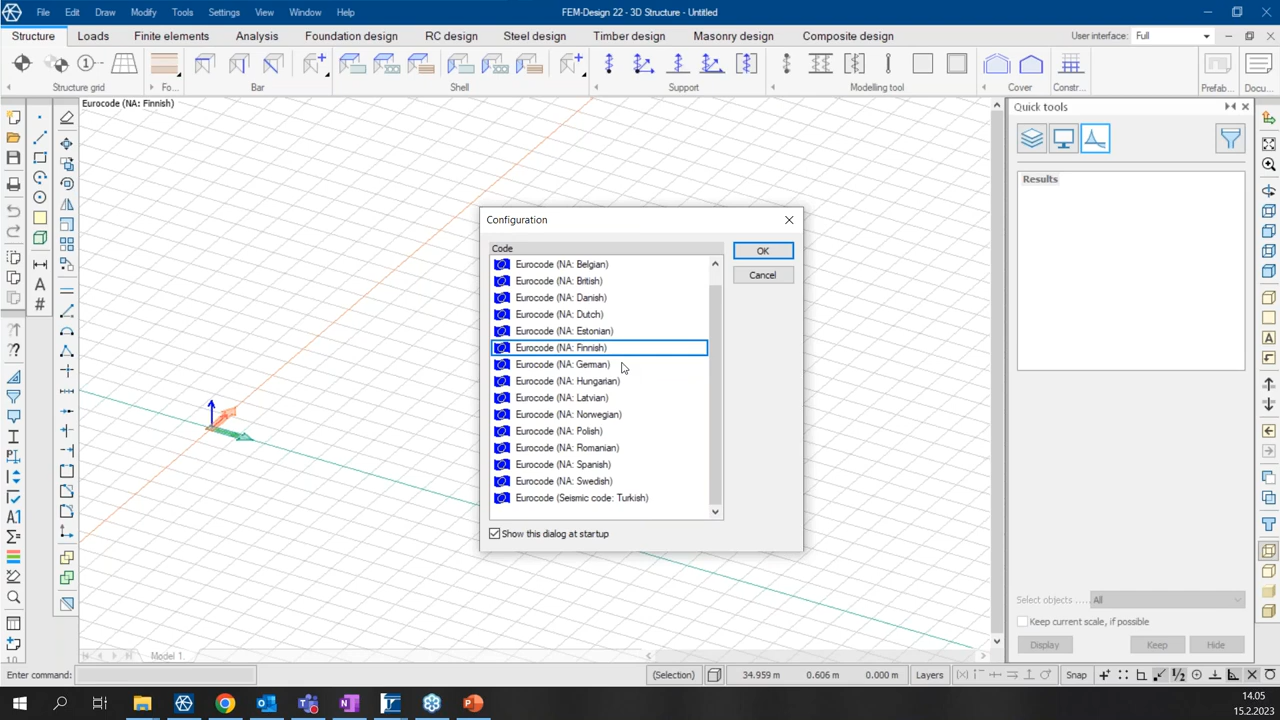 File Edit Draw Modify Tools Settings View Window Help
FEM-Design 22 - 3D Structure - Untitled
Structure Loads Finite elements Analysis Foundation design RC design Steel design Timber design Masonry design Composite design
User interface: Full
Structure grid Fo... Bar Shell Support Modelling tool Cover Constr... Prefab... Docu...
Eurocode (NA: Finnish)
Quick tools
Results
Configuration
Code
OK
Cancel
Eurocode (NA: Belgian)
Eurocode (NA: British)
Eurocode (NA: Danish)
Eurocode (NA: Dutch)
Eurocode (NA: Estonian)
Eurocode (NA: Finnish)
Eurocode (NA: German)
Eurocode (NA: Hungarian)
Eurocode (NA: Latvian)
Eurocode (NA: Norwegian)
Eurocode (NA: Polish)
Eurocode (NA: Romanian)
Eurocode (NA: Spanish)
Eurocode (NA: Swedish)
Eurocode (Seismic code: Turkish)
Show this dialog at startup
Select objects .... All
Keep current scale, if possible
Display Keep Hide
Model 1.
Enter command:
(Selection) 34.959 m 0.606 m 0.000 m Layers Snap
14.05
15.2.2023